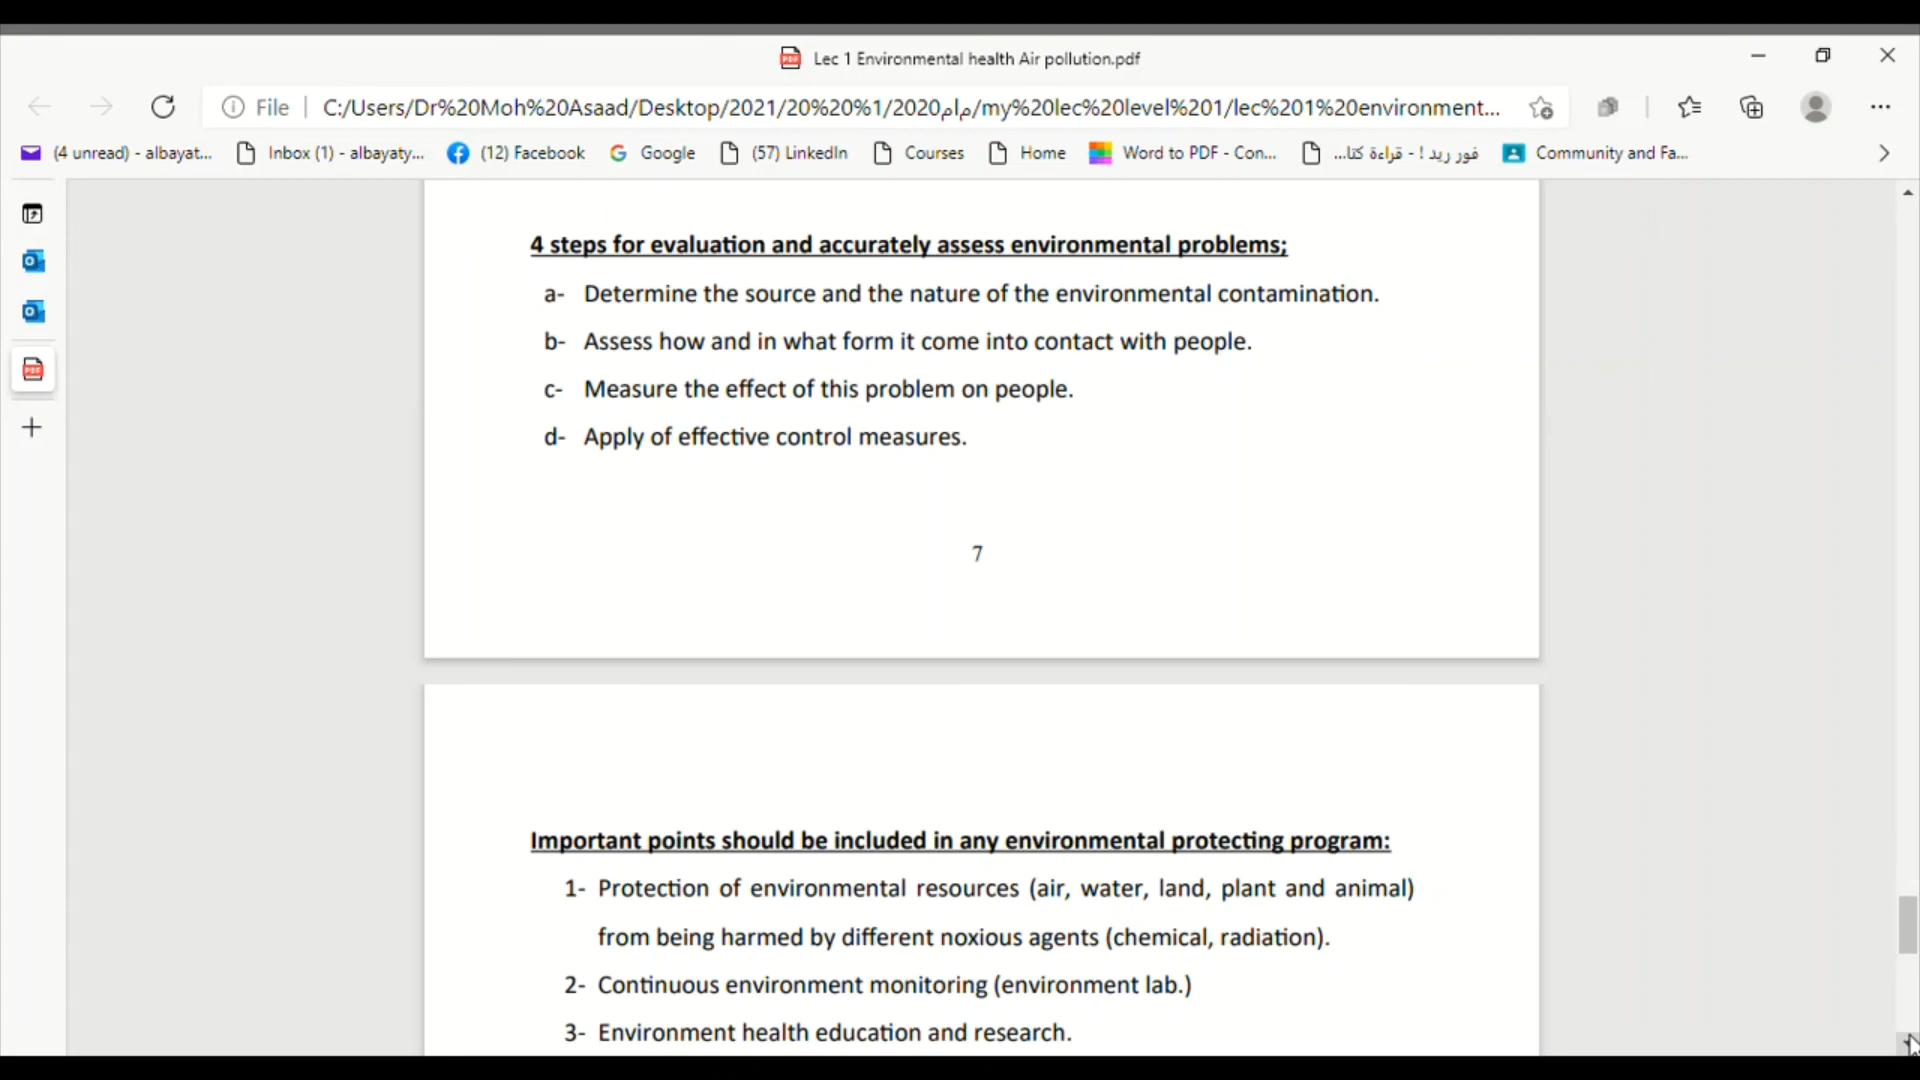 Lec 1 Environmental health Air pollution.pdf
File C:/Users/Dr%20Moh%20Asaad/Desktop/2021/20%20%1/2020مام/my%20lec%20level%201/lec%201%20environment...
(4 unread) - albayat... Inbox (1) - albayaty... (12) Facebook Google (57) LinkedIn Courses Home Word to PDF - Con... فور ريد ! - قراءة كتا... Community and Fa...
4 steps for evaluation and accurately assess environmental problems;
a- Determine the source and the nature of the environmental contamination.
b- Assess how and in what form it come into contact with people.
c- Measure the effect of this problem on people.
d- Apply of effective control measures.
7
Important points should be included in any environmental protecting program:
1- Protection of environmental resources (air, water, land, plant and animal)
from being harmed by different noxious agents (chemical, radiation).
2- Continuous environment monitoring (environment lab.)
3- Environment health education and research.